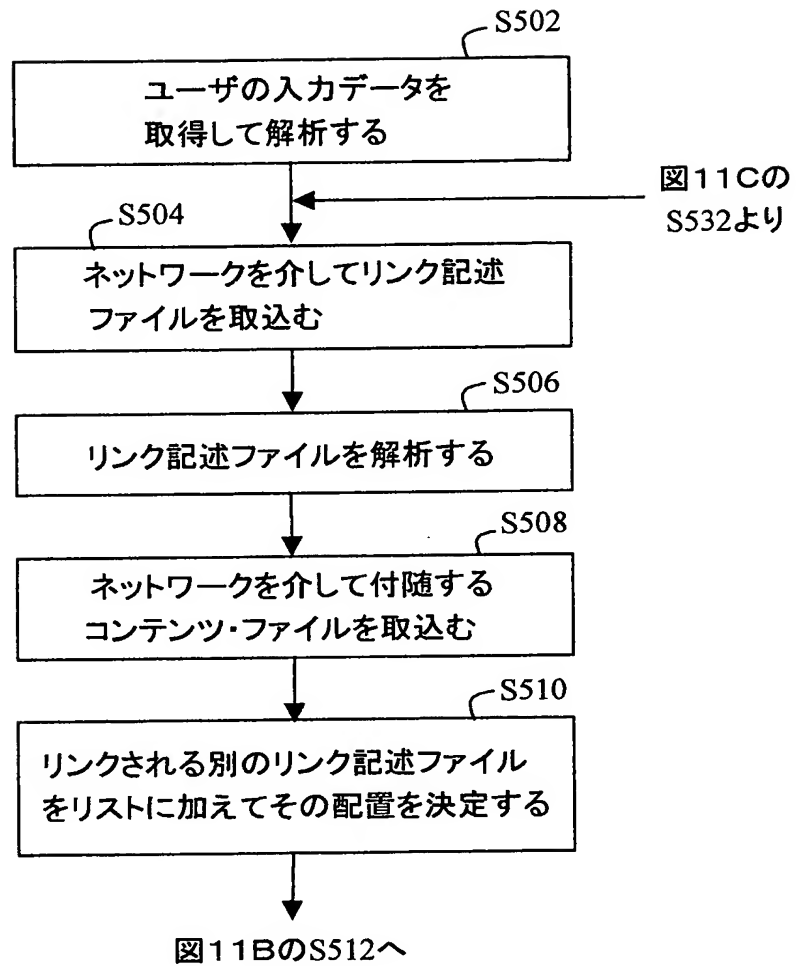 S502
ユーザの入力データを
取得して解析する
図11Cの
S532より
S504
ネットワークを介してリンク記述
ファイルを取込む
S506
リンク記述ファイルを解析する
S508
ネットワークを介して付随する
コンテンツ・ファイルを取込む
S510
リンクされる別のリンク記述ファイル
をリストに加えてその配置を決定する
図11BのS512へ